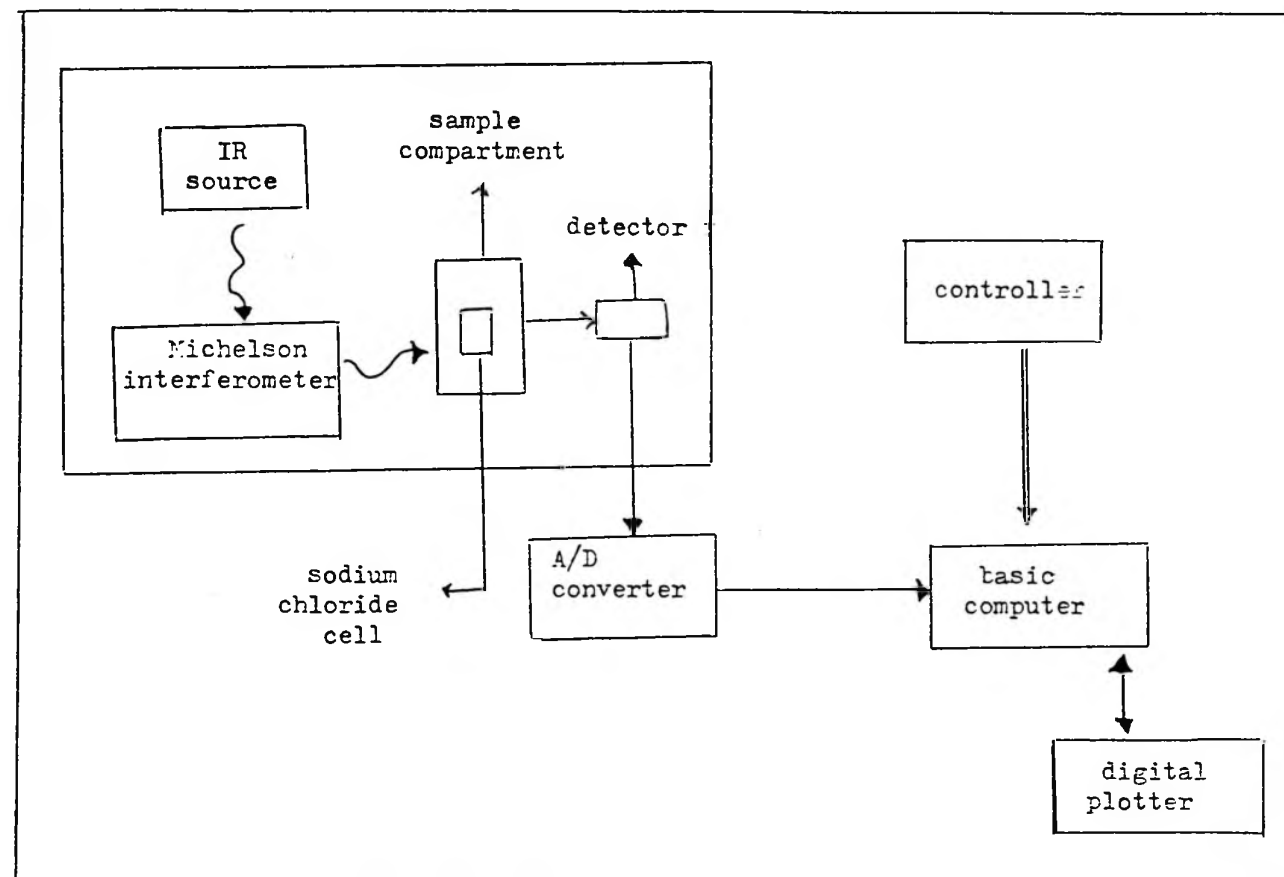 IR
source
sample
compartment
detector
controller
Michelson
interferometer
sodium
chloride
cell
A/D
converter
basic
computer
digital
plotter